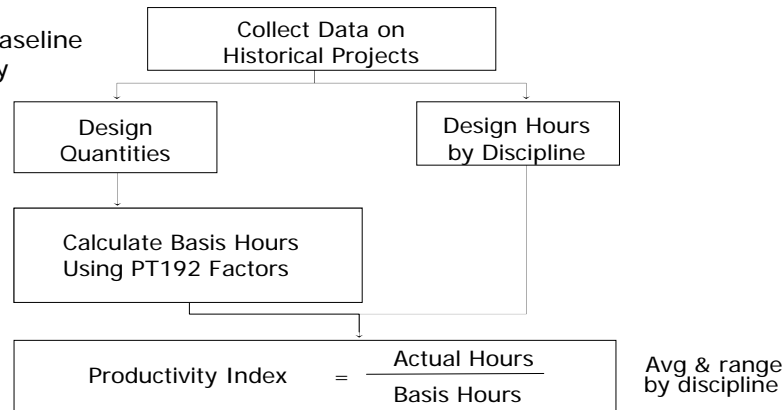 aseline
y
Collect Data on
Historical Projects
Design
Quantities
Design Hours
by Discipline
Calculate Basis Hours
Using PT192 Factors
Productivity Index = Actual Hours
Basis Hours
Avg & range
by discipline